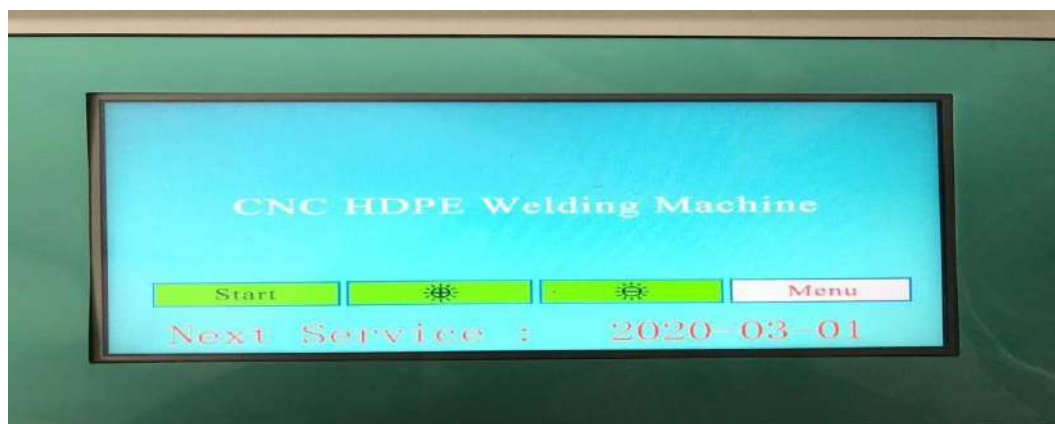 CNC HDPE Welding Machine
Start Menu
Next Service : 2020-03-01